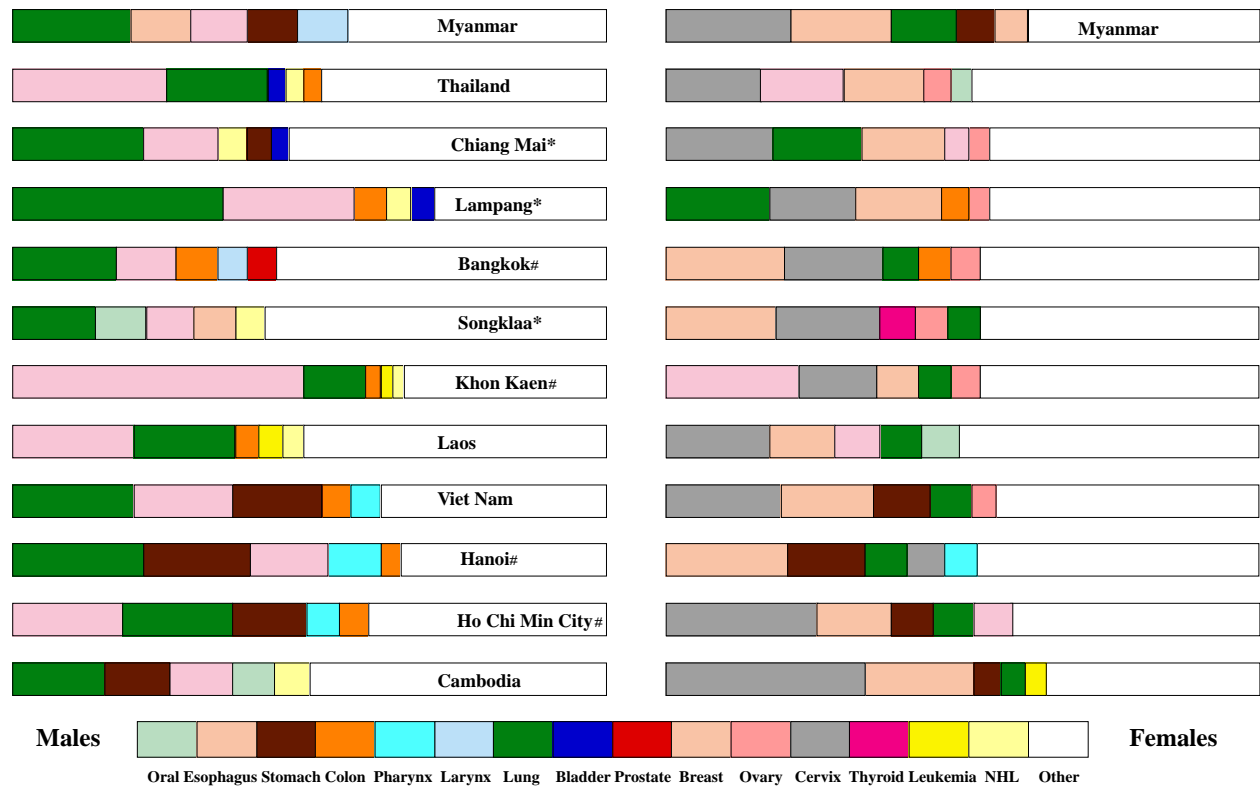 Myanmar Myanmar
Thailand
Chiang Mai*
Lampang*
Bangkok#
Songklaa*
Khon Kaen#
Laos
Viet Nam
Hanoi#
Ho Chi Min City#
Cambodia
Males Females
Oral Esophagus Stomach Colon Pharynx Larynx Lung Bladder Prostate Breast Ovary Cervix Thyroid Leukemia NHL Other